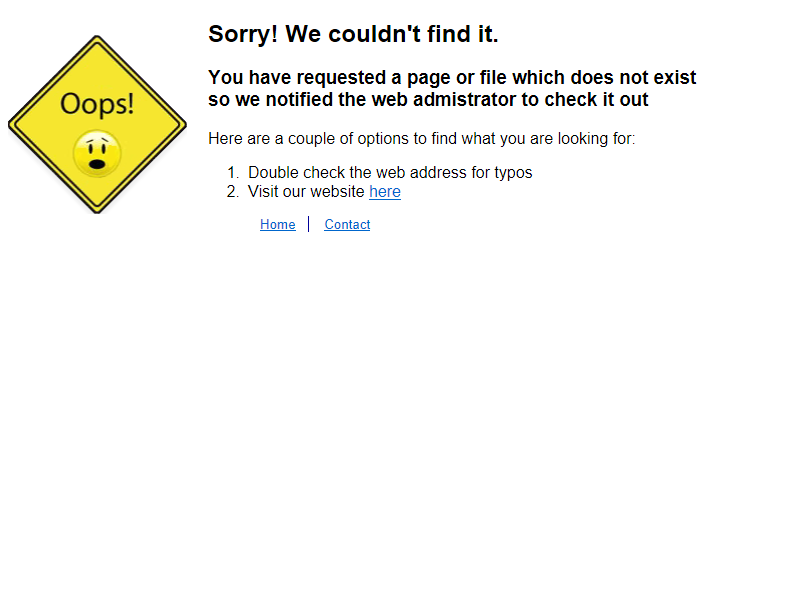 Sorry! We couldn't find it.
Oops!
You have requested a page or file which does not exist
so we notified the web admistrator to check it out
Here are a couple of options to find what you are looking for:
1. Double check the web address for typos
2. Visit our website here
Home | Contact